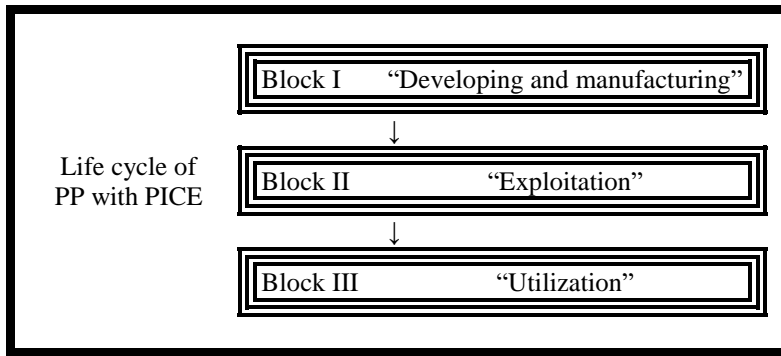 Block I “Developing and manufacturing”
↓
Life cycle of
PP with PICE
Block II “Exploitation”
↓
Block III “Utilization”